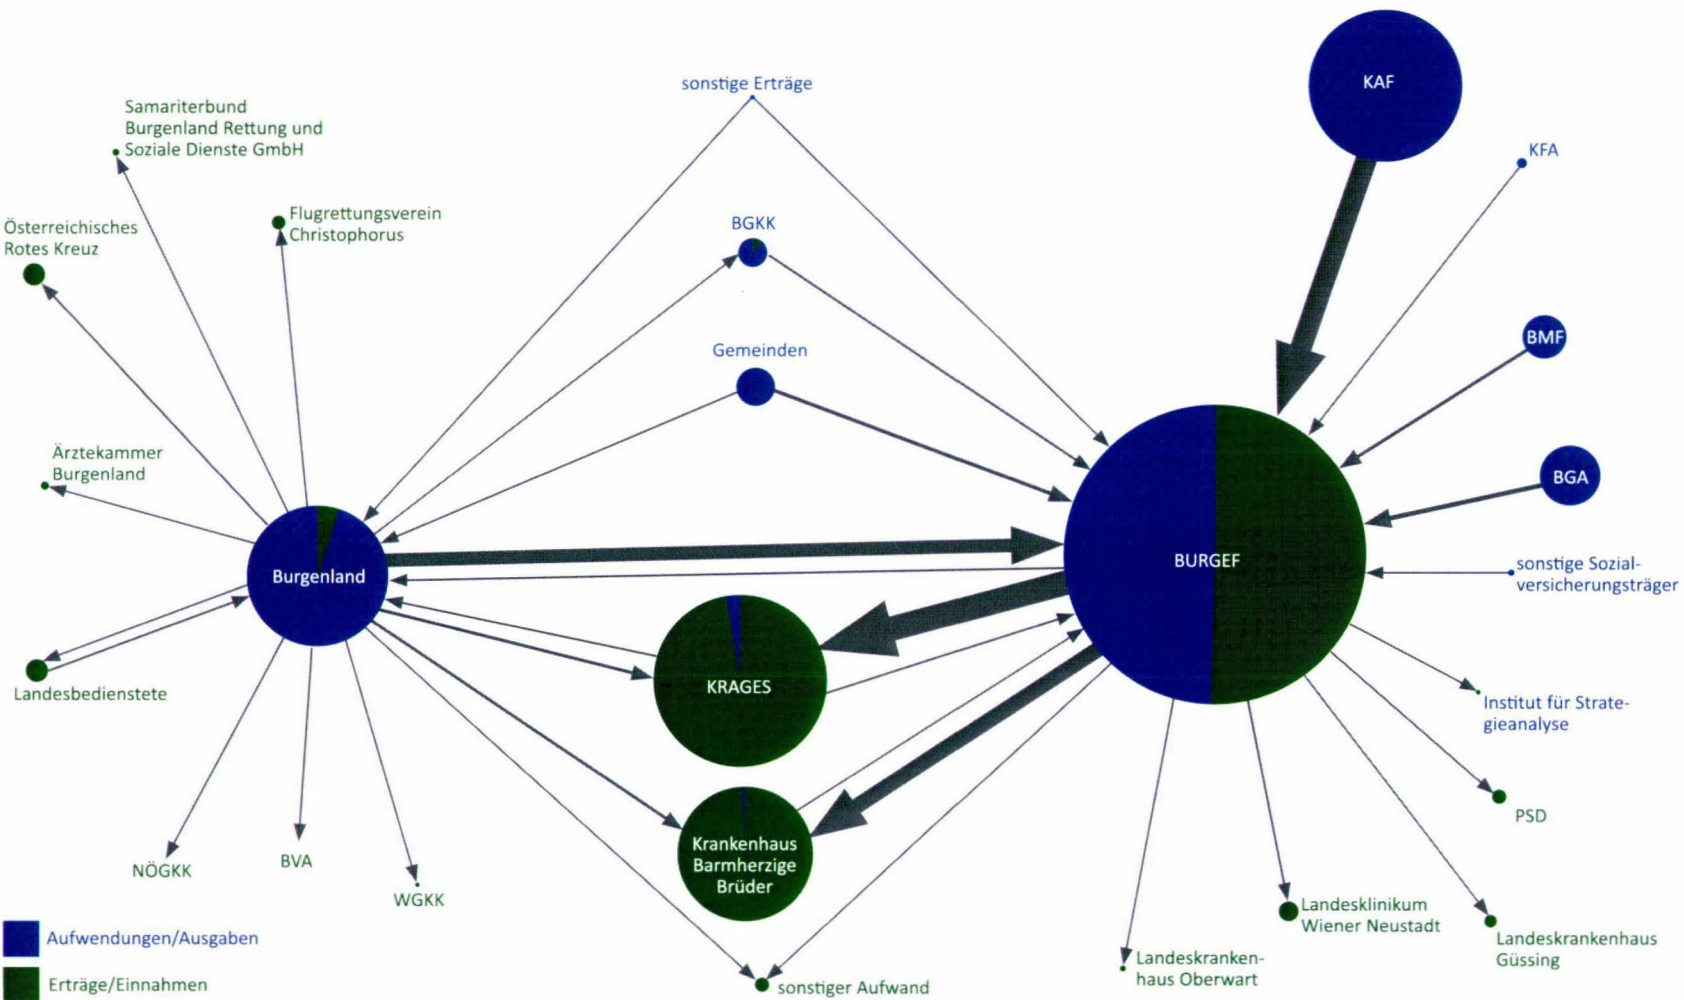 sonstige Erträge
KAF
Samariterbund
Burgenland Rettung und
Soziale Dienste GmbH
KFA
Flugrettungsverein
Christophorus
Österreichisches
Rotes Kreuz
BGKK
BMF
Gemeinden
Ärztekammer
Burgenland
BGA
Burgenland
BURGEF
sonstige Sozial-
versicherungsträger
Landesbedienstete
KRAGES
Institut für Strate-
gieanalyse
PSD
NÖGKK
BVA
WGKK
Krankenhaus
Barmherzige
Brüder
Landesklinikum
Wiener Neustadt
Landeskrankenhaus
Güssing
Landeskranken-
haus Oberwart
sonstiger Aufwand
Aufwendungen/Ausgaben
Erträge/Einnahmen